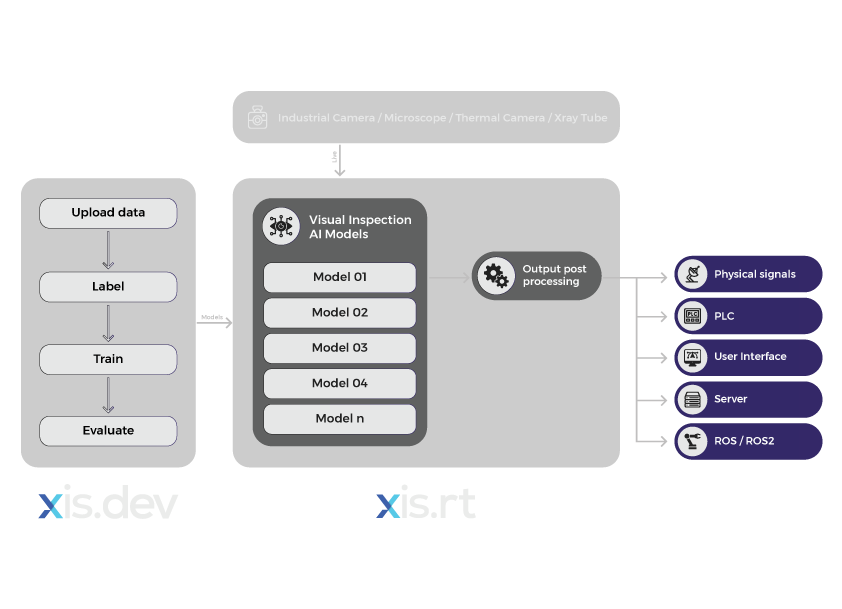 Industrial Camera / Microscope / Thermal Camera / Xray Tube
Live
Upload data
Label
Train
Evaluate
Models
Visual Inspection
AI Models
Model 01
Model 02
Model 03
Model 04
Model n
Output post
processing
Physical signals
PLC
PLC
User Interface
Server
ROS / ROS2
xis.dev
xis.rt